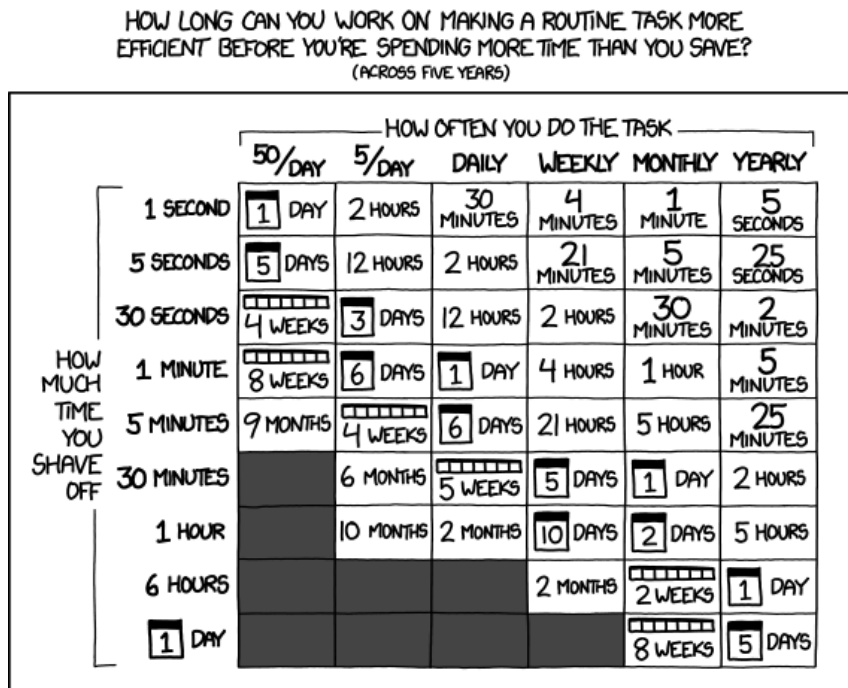 HOW LONG CAN YOU WORK ON MAKING A ROUTINE TASK MORE
EFFICIENT BEFORE YOU'RE SPENDING MORE TIME THAN YOU SAVE?
(ACROSS FIVE YEARS)
HOW OFTEN YOU DO THE TASK
50/DAY 5/DAY DAILY WEEKLY MONTHLY YEARLY
HOW
MUCH
TIME
YOU
SHAVE
OFF
1 SECOND 1 DAY 2 HOURS 30 MINUTES 4 MINUTES 1 MINUTE 5 SECONDS
5 SECONDS 5 DAYS 12 HOURS 2 HOURS 21 MINUTES 5 MINUTES 25 SECONDS
30 SECONDS 4 WEEKS 3 DAYS 12 HOURS 2 HOURS 30 MINUTES 2 MINUTES
1 MINUTE 8 WEEKS 6 DAYS 1 DAY 4 HOURS 1 HOUR 5 MINUTES
5 MINUTES 9 MONTHS 4 WEEKS 6 DAYS 21 HOURS 5 HOURS 25 MINUTES
30 MINUTES 6 MONTHS 5 WEEKS 5 DAYS 1 DAY 2 HOURS
1 HOUR 10 MONTHS 2 MONTHS 10 DAYS 2 DAYS 5 HOURS
6 HOURS 2 MONTHS 2 WEEKS 1 DAY
1 DAY 8 WEEKS 5 DAYS